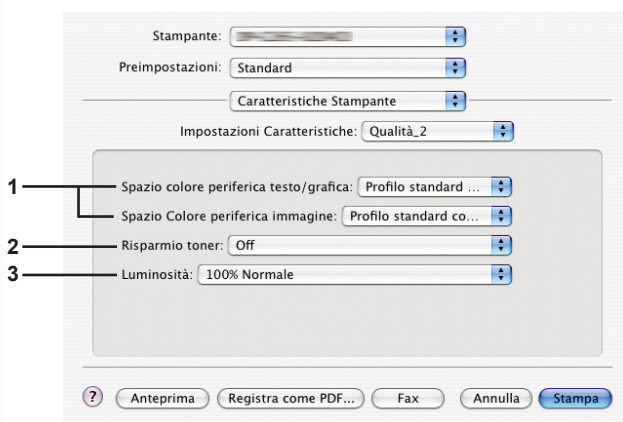 Stampante:
Preimpostazioni: Standard
Caratteristiche Stampante
Impostazioni Caratteristiche: Qualità_2
1 Spazio colore periferica testo/grafica: Profilo standard ...
Spazio Colore periferica immagine: Profilo standard co...
2 Risparmio toner: Off
3 Luminosità: 100% Normale
? Anteprima Registra come PDF... Fax Annulla Stampa